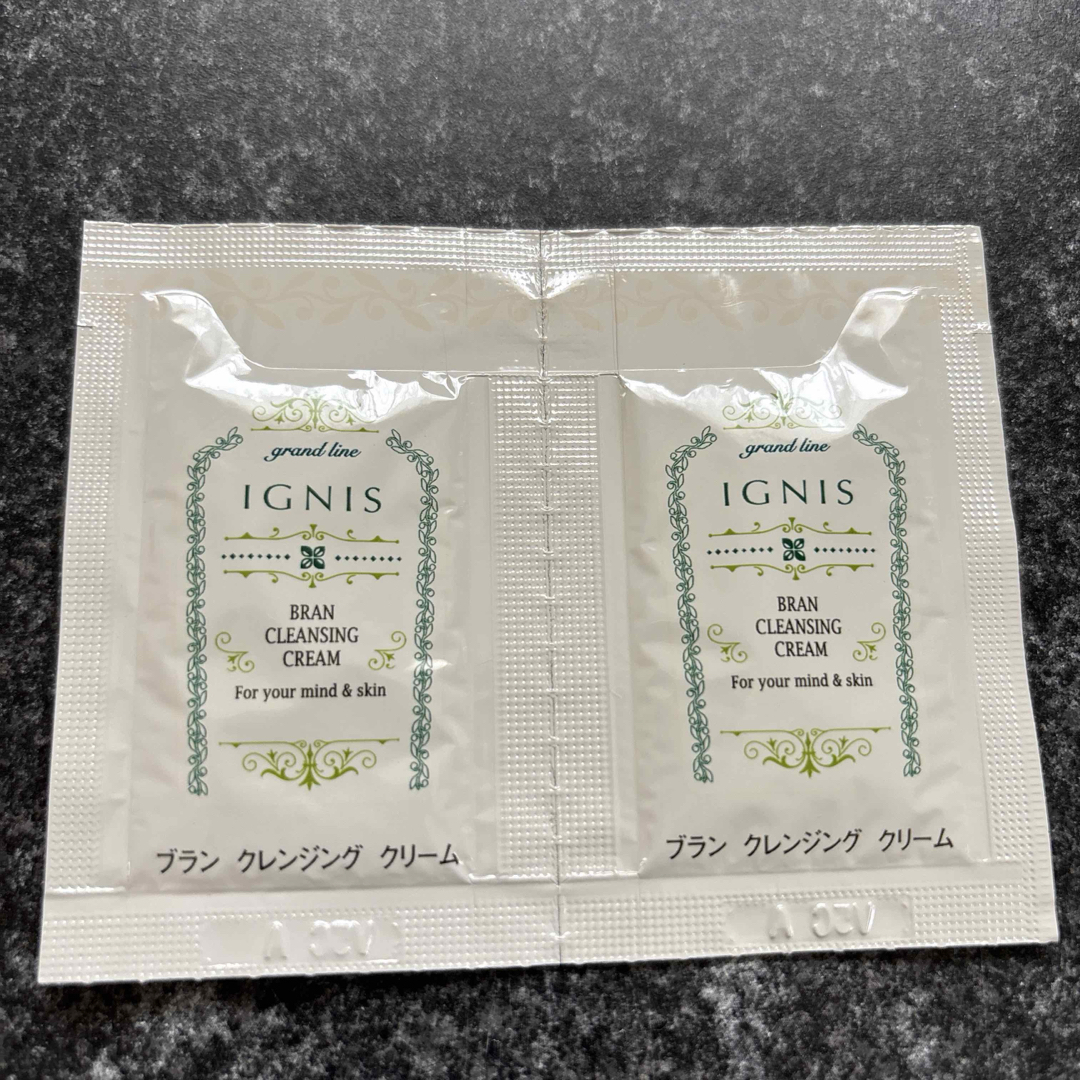 grand line
IGNIS
BRAN
CLEANSING
CREAM
For your mind & skin
ブラン クレンジング クリーム
grand line
IGNIS
BRAN
CLEANSING
CREAM
For your mind & skin
ブラン クレンジング クリーム